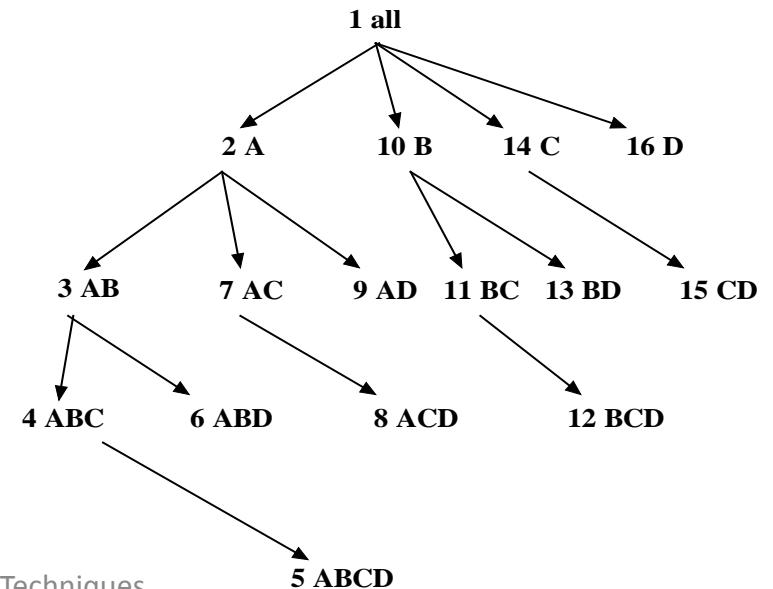 1 all
2 A 10 B 14 C 16 D
3 AB 7 AC 9 AD 11 BC 13 BD 15 CD
4 ABC 6 ABD 8 ACD 12 BCD
5 ABCD
Techniques